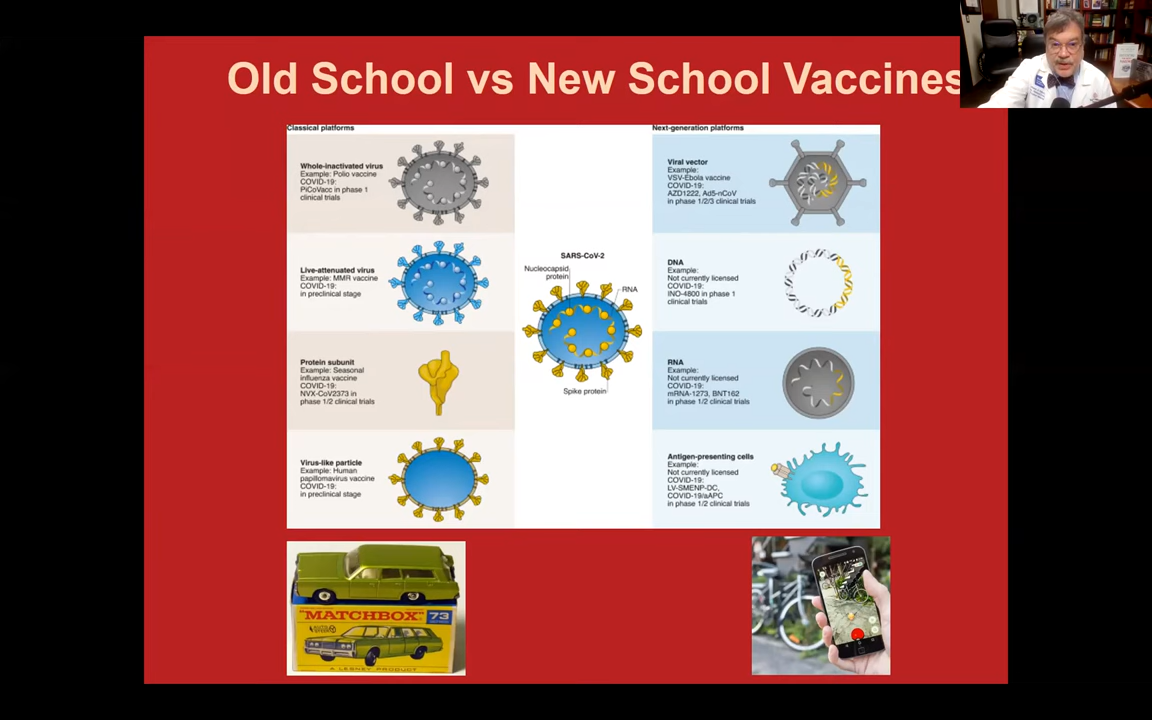 Old School vs New School Vaccines
Classical platforms
Whole-inactivated virus
Example: Polio vaccine
COVID-19:
PiCoVacc in phase 1
clinical trials
Live-attenuated virus
Example: MMR vaccine
COVID-19:
in preclinical stage
Protein subunit
Example: Seasonal
influenza vaccine
COVID-19:
NVX-CoV2373 in
phase 1/2 clinical trials
Virus-like particle
Example: Human
papillomavirus vaccine
COVID-19:
in preclinical stage
SARS-CoV-2
Nucleocapsid
protein
RNA
Spike protein
Next-generation platforms
Viral vector
Example:
VSV-Ebola vaccine
COVID-19:
AZD1222, Ad5-nCoV
in phase 1/2/3 clinical trials
DNA
Example:
Not currently licensed
COVID-19:
INO-4800 in phase 1
clinical trials
RNA
Example:
Not currently licensed
COVID-19:
mRNA-1273, BNT162
in phase 1/2 clinical trials
Antigen-presenting cells
Example:
Not currently licensed
COVID-19:
LV-SMENP-DC,
COVID-19/aAPC
in phase 1/2 clinical trials
"MATCHBOX" 73
A LESNEY PRODUCT